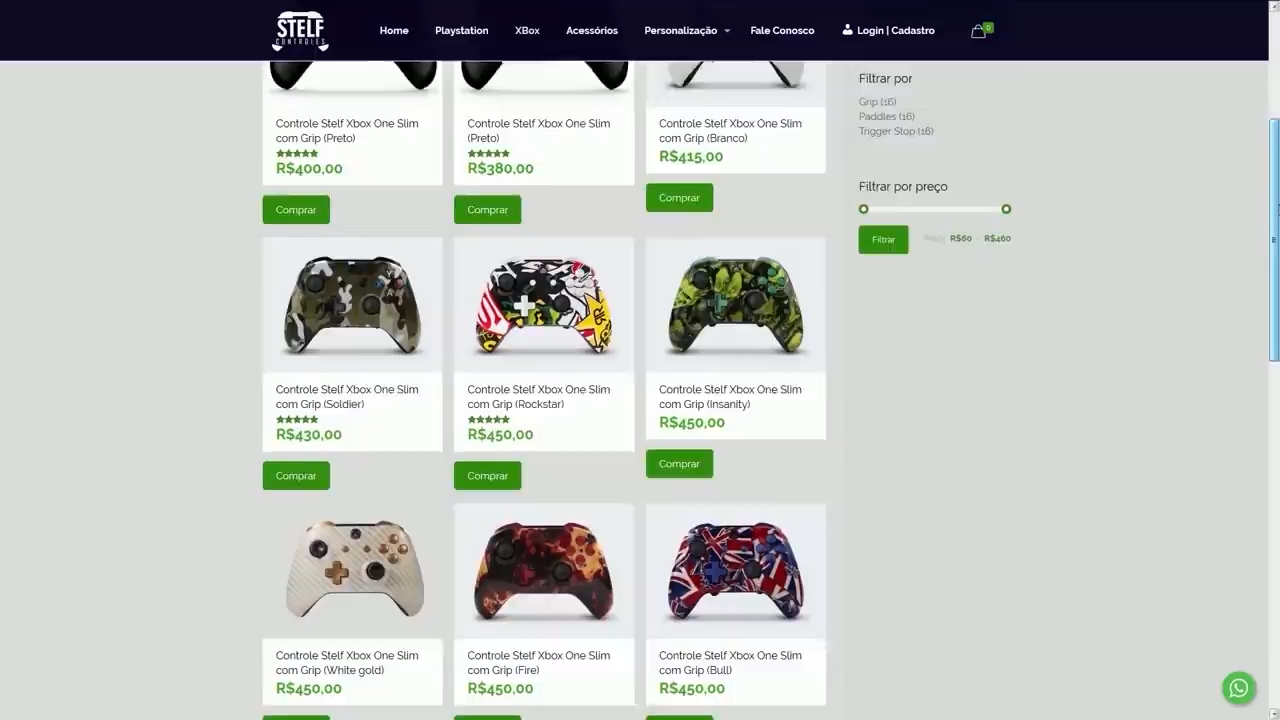 STELF
CONTROLES
Home
Playstation
XBox
Acessórios
Personalização
Fale Conosco
Login | Cadastro
0
Controle Stelf Xbox One Slim
com Grip (Preto)
R$400,00
Comprar
Controle Stelf Xbox One Slim
(Preto)
R$380,00
Comprar
Controle Stelf Xbox One Slim
com Grip (Branco)
R$415,00
Comprar
Filtrar por
Grip (16)
Paddles (16)
Trigger Stop (16)
Filtrar por preço
Filtrar
R$60
R$460
Controle Stelf Xbox One Slim
com Grip (Soldier)
R$430,00
Comprar
Controle Stelf Xbox One Slim
com Grip (Rockstar)
R$450,00
Comprar
Controle Stelf Xbox One Slim
com Grip (Insanity)
R$450,00
Comprar
Controle Stelf Xbox One Slim
com Grip (White gold)
R$450,00
Controle Stelf Xbox One Slim
com Grip (Fire)
R$450,00
Controle Stelf Xbox One Slim
com Grip (Bull)
R$450,00